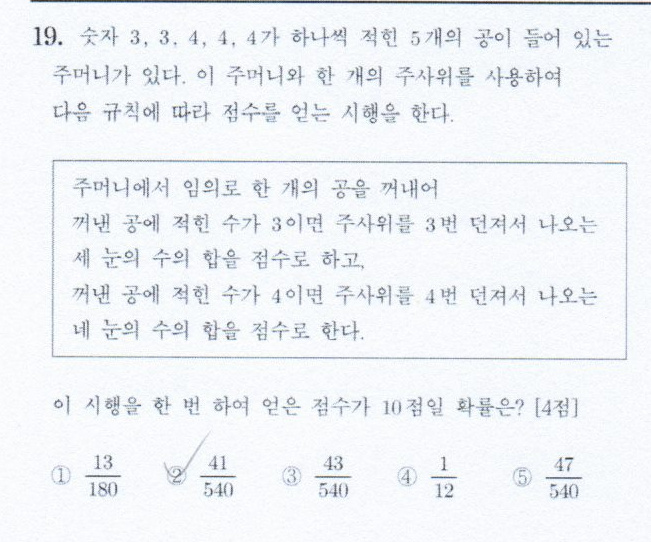 19. 숫자 3, 3, 4, 4, 4가 하나씩 적힌 5개의 공이 들어 있는
주머니가 있다. 이 주머니와 한 개의 주사위를 사용하여
다음 규칙에 따라 점수를 얻는 시행을 한다.
주머니에서 임의로 한 개의 공을 꺼내어
꺼낸 공에 적힌 수가 3이면 주사위를 3번 던져서 나오는
세 눈의 수의 합을 점수로 하고,
꺼낸 공에 적힌 수가 4이면 주사위를 4번 던져서 나오는
네 눈의 수의 합을 점수로 한다.
이 시행을 한 번 하여 얻은 점수가 10점일 확률은? [4점]
① 13/180 ② 41/540 ③ 43/540 ④ 1/12 ⑤ 47/540